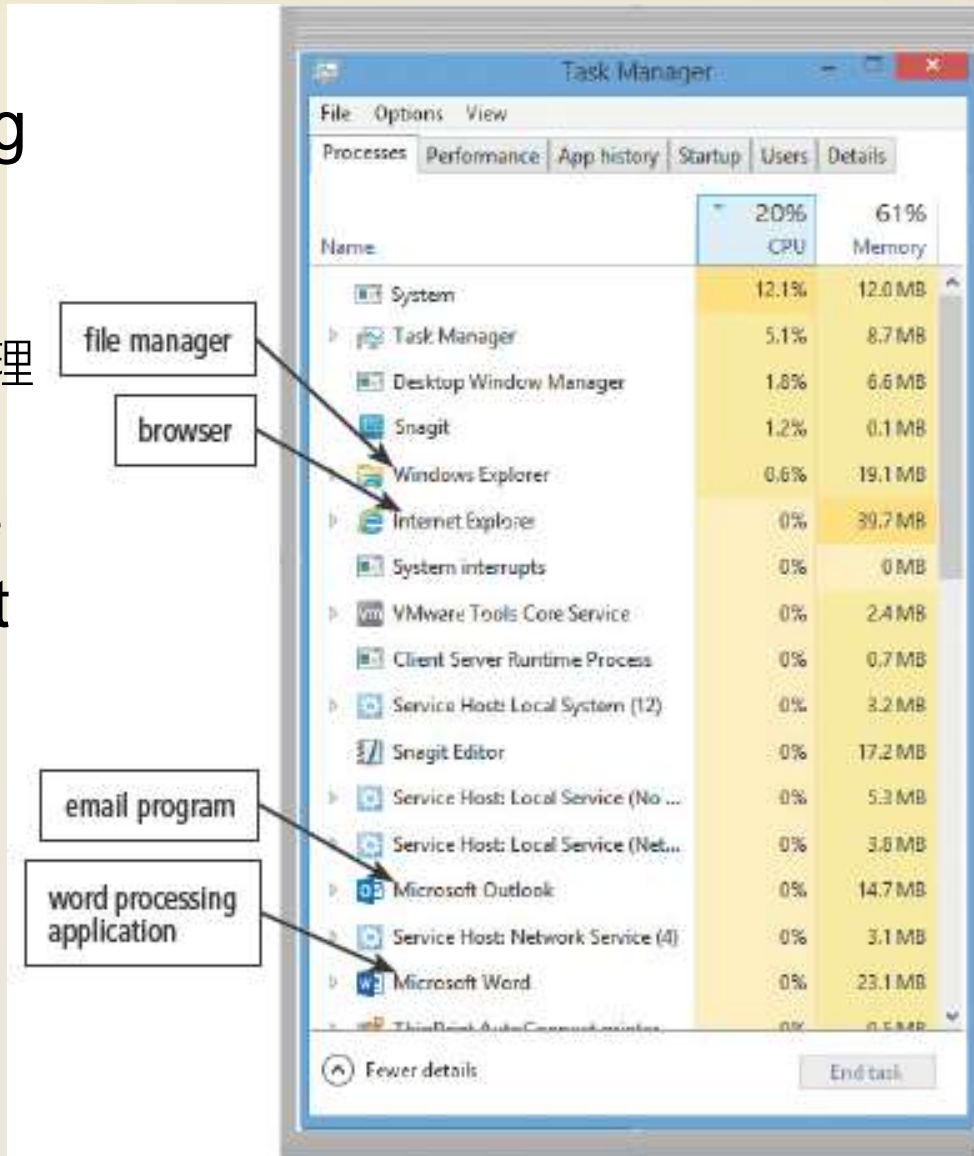 g
理
t
file manager
browser
email program
word processing
application
Task Manager
File Options View
Processes Performance App history Startup Users Details
20% 61%
Name CPU Memory
System 12.1% 12.0 MB
Task Manager 5.1% 8.7 MB
Desktop Window Manager 1.8% 6.6 MB
Snagit 1.2% 0.1 MB
Windows Explorer 0.6% 19.1 MB
Internet Explorer 0% 39.7 MB
System interrupts 0% 0 MB
VMware Tools Core Service 0% 2.4 MB
Client Server Runtime Process 0% 0.7 MB
Service Host: Local System (12) 0% 3.2 MB
Snagit Editor 0% 17.2 MB
Service Host: Local Service (No ... 0% 5.3 MB
Service Host: Local Service (Net... 0% 3.8 MB
Microsoft Outlook 0% 14.7 MB
Service Host: Network Service (4) 0% 3.1 MB
Microsoft Word 0% 23.1 MB
0% 0.5 MB
Fewer details End task